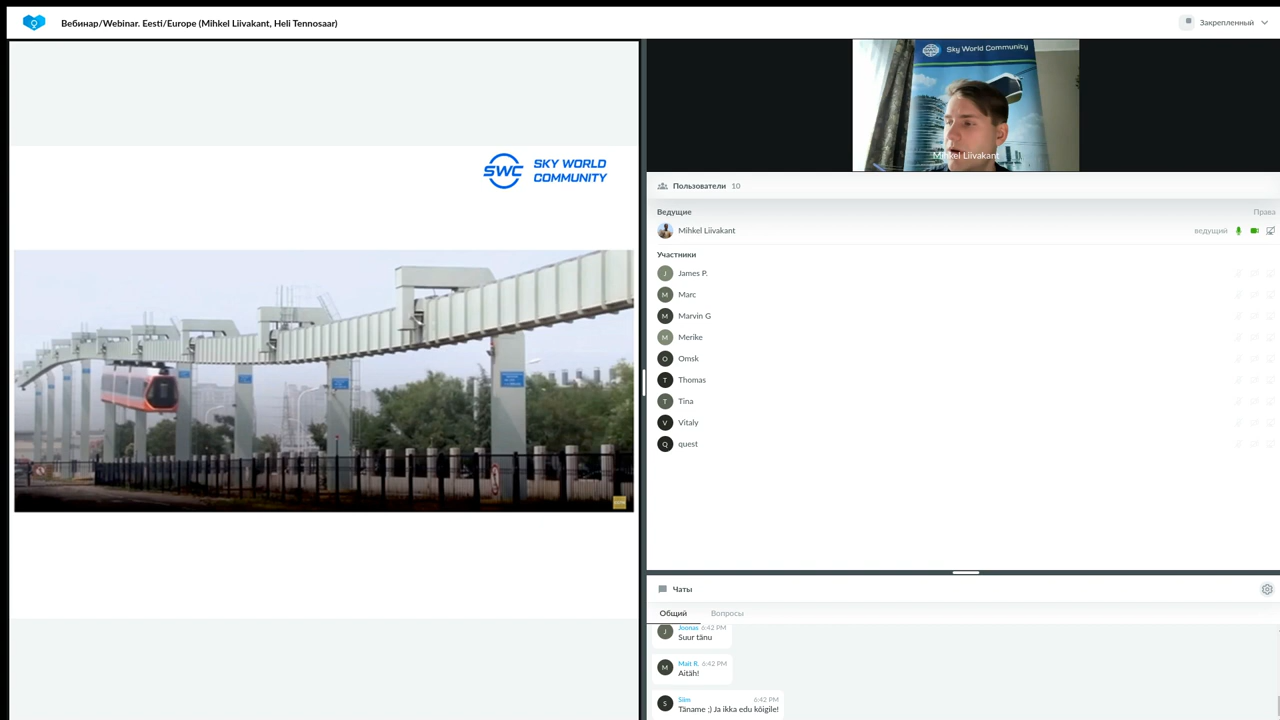 Вебинар/Webinar. Eesti/Europe (Mihkel Liivakant, Heli Tennosaar)
Закрепленный
SWC SKY WORLD
COMMUNITY
Sky World Community
Mihkel Liivakant
Пользователи 10
Ведущие Права
Mihkel Liivakant ведущий
Участники
J James P.
M Marc
M Marvin G
M Merike
O Omsk
T Thomas
T Tina
V Vitaly
Q quest
Чаты
Общий Вопросы
J Joonas 6:42 PM
Suur tänu
M Mait R. 6:42 PM
Aitäh!
S Siim 6:42 PM
Täname ;) Ja ikka edu kõigile!